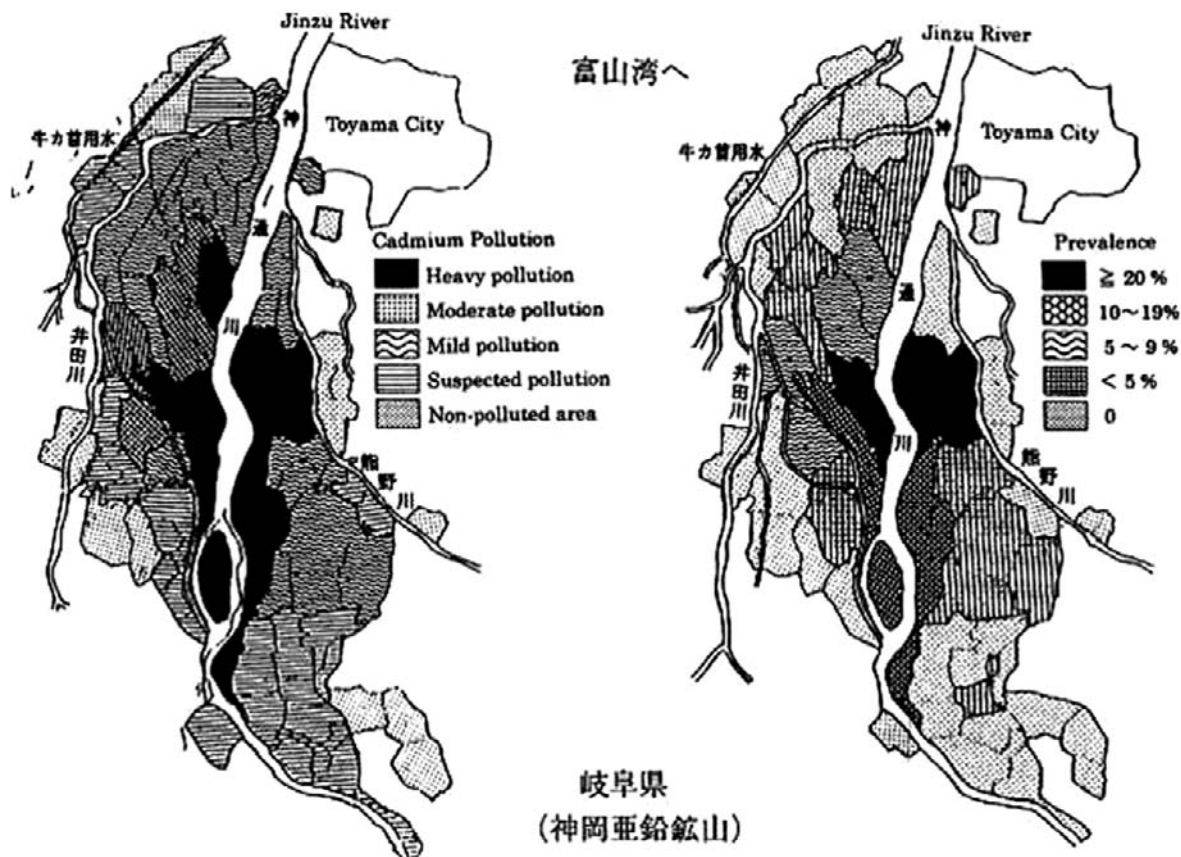 Jinzu River
富山湾へ
Toyama City
牛カ首用水
神
通
川
井田川
熊野川
Cadmium Pollution
Heavy pollution
Moderate pollution
Mild pollution
Suspected pollution
Non-polluted area
Jinzu River
Toyama City
牛カ首用水
神
通
川
井田川
熊野川
Prevalence
≧ 20 %
10～19%
5 ～ 9 %
< 5 %
0
岐阜県
(神岡亜鉛鉱山)